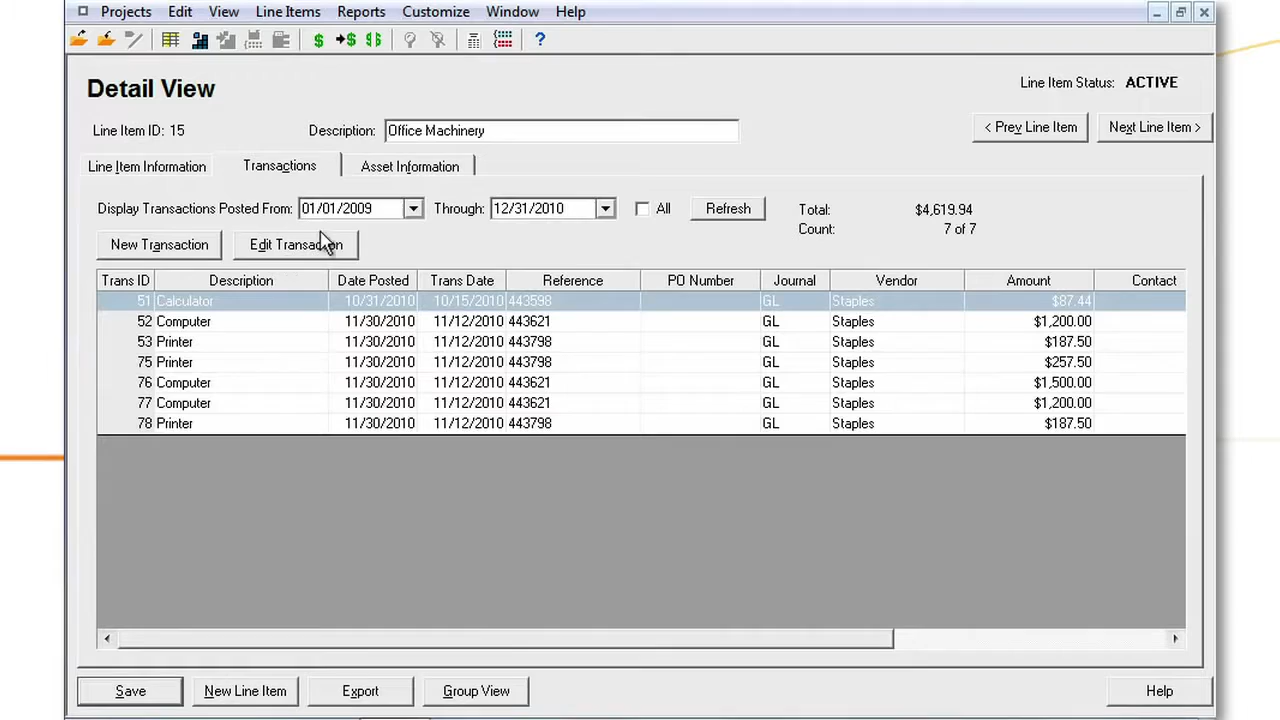 Projects Edit View Line Items Reports Customize Window Help
Detail View
Line Item Status: ACTIVE
Line Item ID: 15 Description: Office Machinery < Prev Line Item Next Line Item >
Line Item Information Transactions Asset Information
Display Transactions Posted From: 01/01/2009 Through: 12/31/2010 All Refresh Total: $4,619.94
Count: 7 of 7
New Transaction Edit Transaction
Trans ID Description Date Posted Trans Date Reference PO Number Journal Vendor Amount Contact
51 Calculator 10/31/2010 10/15/2010 443598 GL Staples $87.44
52 Computer 11/30/2010 11/12/2010 443621 GL Staples $1,200.00
53 Printer 11/30/2010 11/12/2010 443798 GL Staples $187.50
75 Printer 11/30/2010 11/12/2010 443798 GL Staples $257.50
76 Computer 11/30/2010 11/12/2010 443621 GL Staples $1,500.00
77 Computer 11/30/2010 11/12/2010 443621 GL Staples $1,200.00
78 Printer 11/30/2010 11/12/2010 443798 GL Staples $187.50
Save New Line Item Export Group View Help